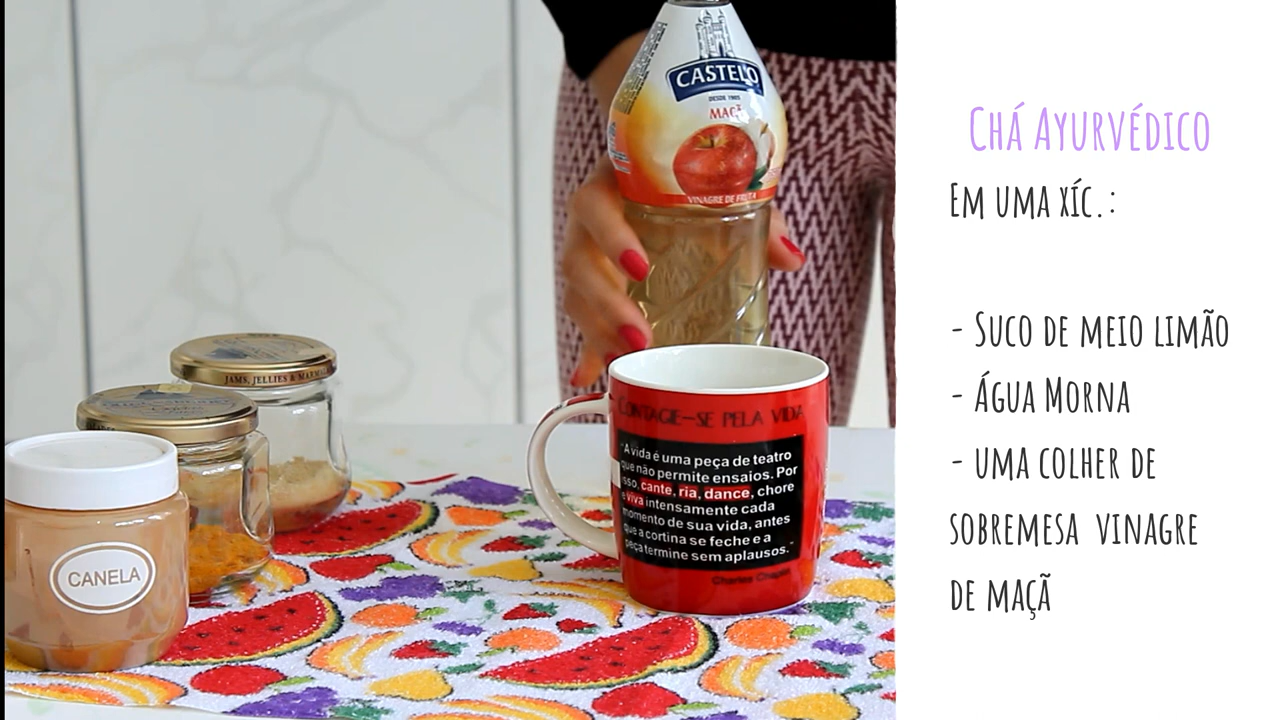 CASTELO
DESDE 1905
MAÇÃ
VINAGRE DE FRUTA
JAMS, JELLIES &
CANELA
CONTAGIE-SE PELA VIDA
"A vida é uma peça de teatro
que não permite ensaios. Por
isso, cante, ria, dance, chore
e viva intensamente cada
momento de sua vida, antes
que a cortina se feche e a
peça termine sem aplausos."
Charles Chaplin
CHÁ AYURVÉDICO
EM UMA XÍC.:
- SUCO DE MEIO LIMÃO
- ÁGUA MORNA
- UMA COLHER DE
SOBREMESA VINAGRE
DE MAÇÃ